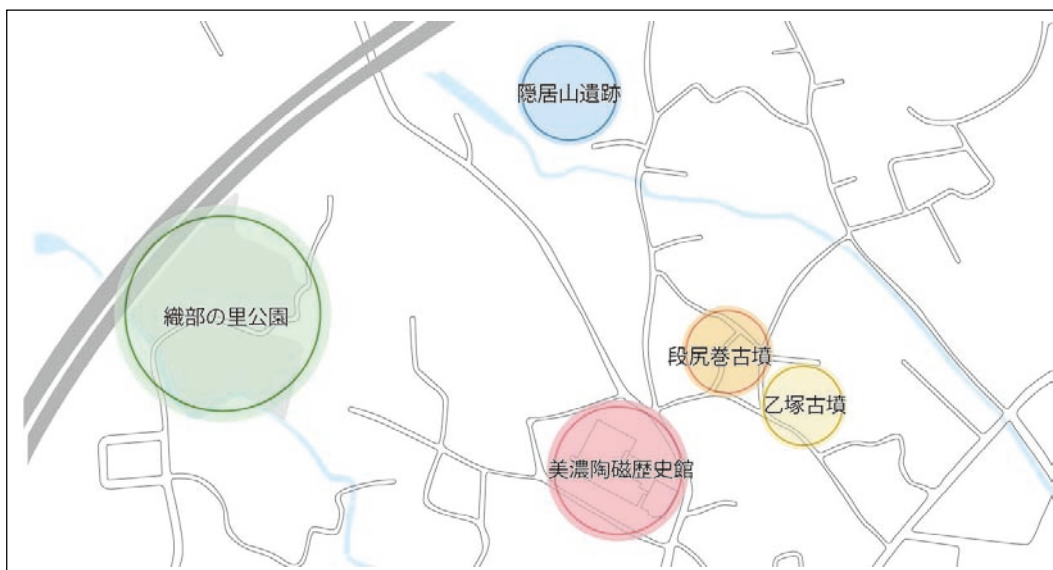 隠居山遺跡
織部の里公園
段尻巻古墳
乙塚古墳
美濃陶磁歴史館